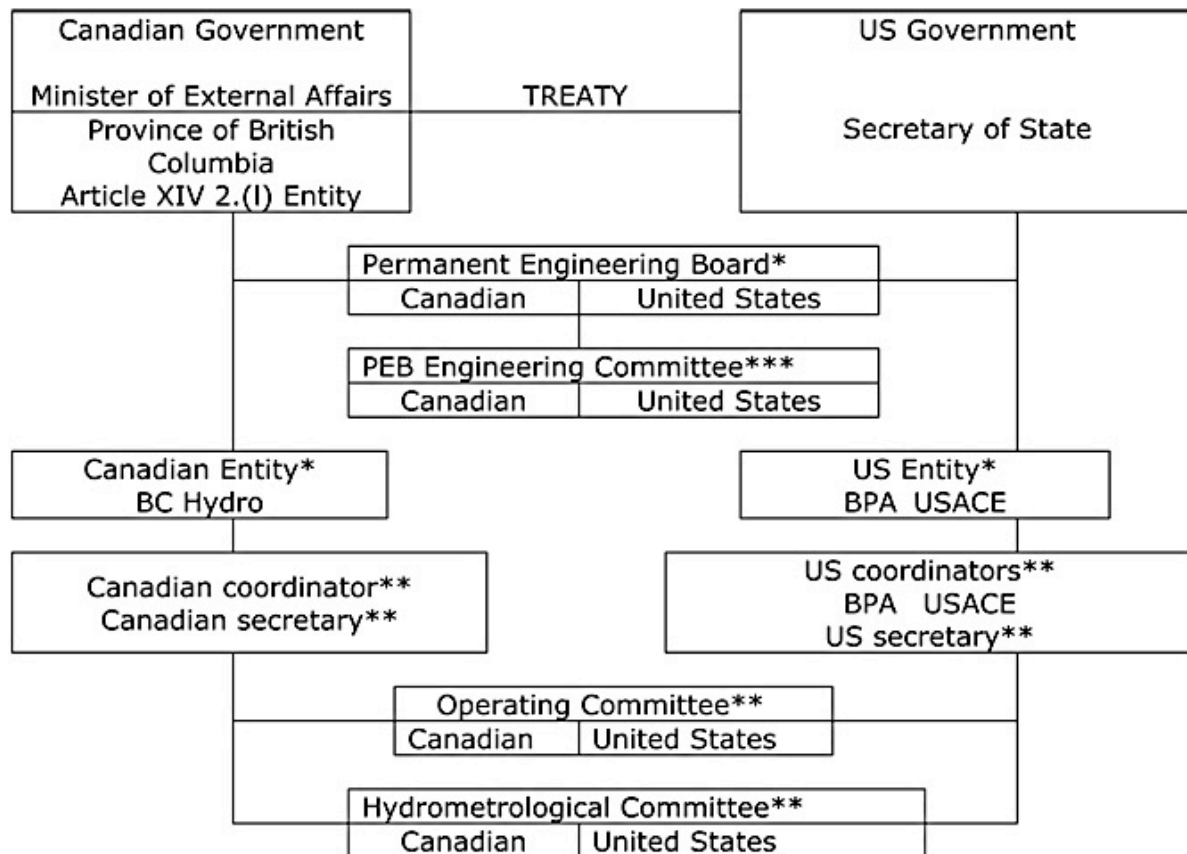 Canadian Government
Minister of External Affairs
Province of British
Columbia
Article XIV 2.(I) Entity
TREATY
US Government
Secretary of State
Permanent Engineering Board*
Canadian
United States
PEB Engineering Committee***
Canadian
United States
Canadian Entity*
BC Hydro
US Entity*
BPA USACE
Canadian coordinator**
Canadian secretary**
US coordinators**
BPA USACE
US secretary**
Operating Committee**
Canadian
United States
Hydrometrological Committee**
Canadian
United States